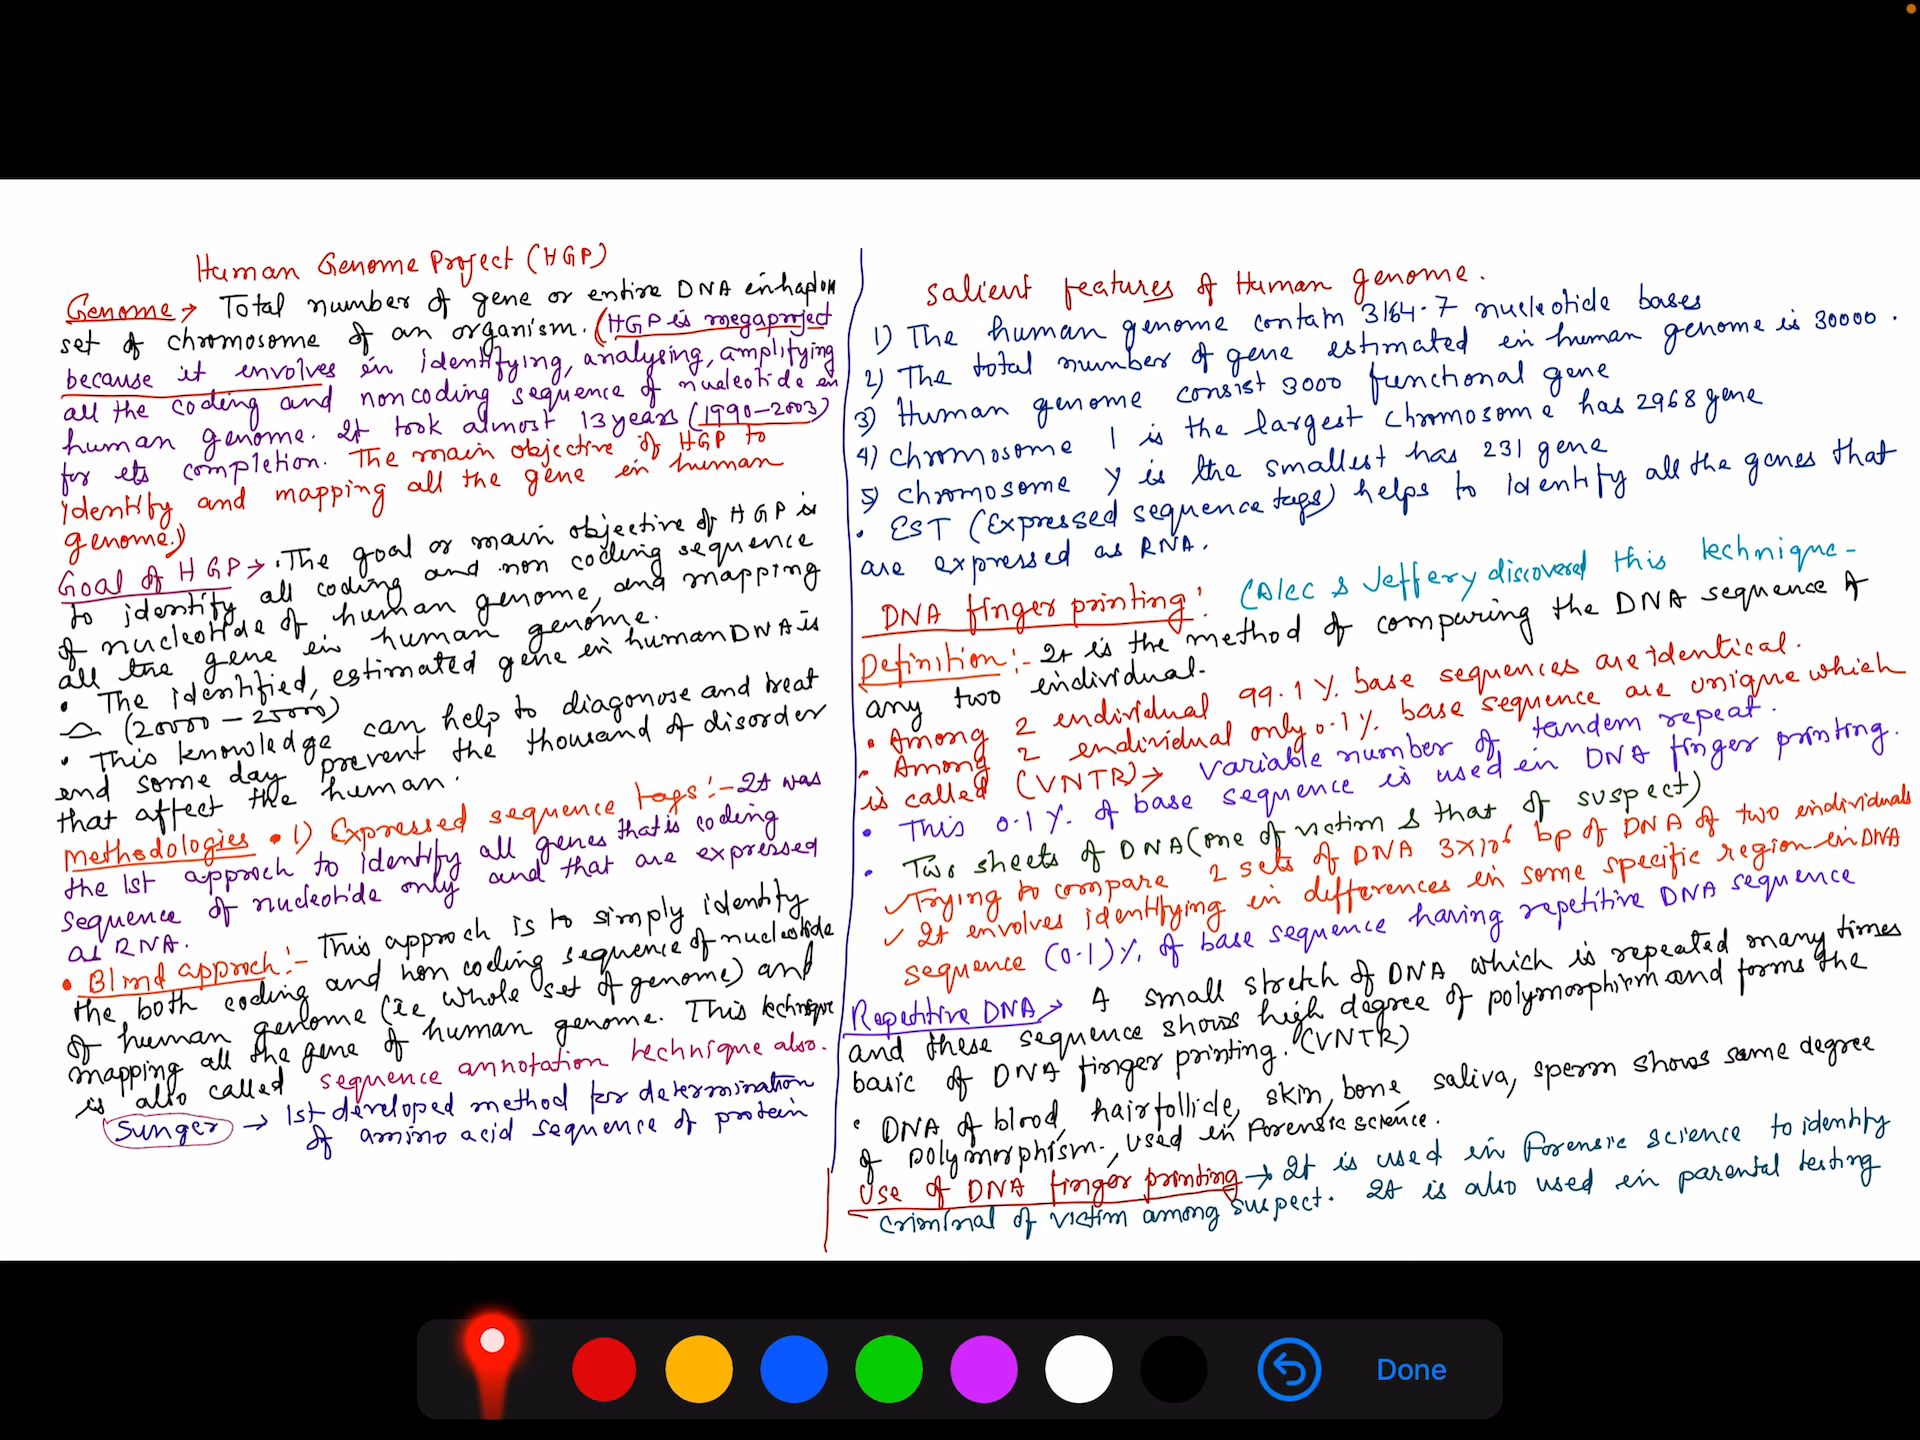 Human Genome Project (HGP)
Genome → Total number of gene or entire DNA in haploid
set of chromosome of an organism. (HGP is megaproject
because it involves in identifying, analysing, amplifying
all the coding and noncoding sequence of nucleotide in
human genome. It took almost 13 years (1990-2003)
for its completion. The main objective of HGP to
identify and mapping all the gene in human
genome.)
Goal of HGP → • The goal or main objective of HGP is
to identify all coding and non coding sequence
of nucleotide of human genome, and mapping
all the gene in human genome.
• The identified, estimated gene in human DNA is
(20000-25000)
• This knowledge can help to diagonose and treat
end some day prevent the thousand of disorder
that affect the human.
Methodologies • 1) Expressed sequence tags:- It was
the 1st approch to identify all genes that is coding
sequence of nucleotide only and that are expressed
as RNA.
• Blind approch:- This approch is to simply identity
the both coding and non coding sequence of nucleotide
of human genome (ie whole set of genome) and
mapping all the gene of human genome. This technique
is also called sequence annotation technique also.
Sunger → 1st developed method for determination
of amino acid sequence of protein
Salient features of Human genome.
1) The human genome contain 3164.7 nucleotide bases
2) The total number of gene estimated in human genome is 30000.
3) Human genome consist 3000 functional gene
4) Chromosome 1 is the largest chromosome has 2968 gene
5) Chromosome Y is the smallest has 231 gene
• EST (Expressed sequence tags) helps to identify all the genes that
are expressed as RNA.
DNA finger printing: (Alec & Jeffery discovered this technique-
Definition:- It is the method of comparing the DNA sequence of
any two individual.
• Among 2 endividual 99.1 % base sequences are identical.
• Among 2 endividual only 0.1 % base sequence are unique which
is called (VNTR) → variable number of tandem repeat.
• This 0.1 % of base sequence is used in DNA finger printing.
• Two sheets of DNA (one of victim & that of suspect)
✓ Trying to compare 2 sets of DNA 3×10⁶ bp of DNA of two individuals
✓ It envolves identifying in differences in some specific region in DNA
sequence (0.1) % of base sequence having repetitive DNA sequence
Repetitive DNA → A small stretch of DNA which is repeated many times
and these sequence shows high degree of polymorphism and forms the
basic of DNA finger printing. (VNTR)
• DNA of blood, hairfollicle, skin, bone, saliva, sperm shows same degree
of polymorphism, used in Forensic science.
Use of DNA finger printing → It is used in forensic science to identify
criminal of victim among suspect. It is also used in parental testing
Done